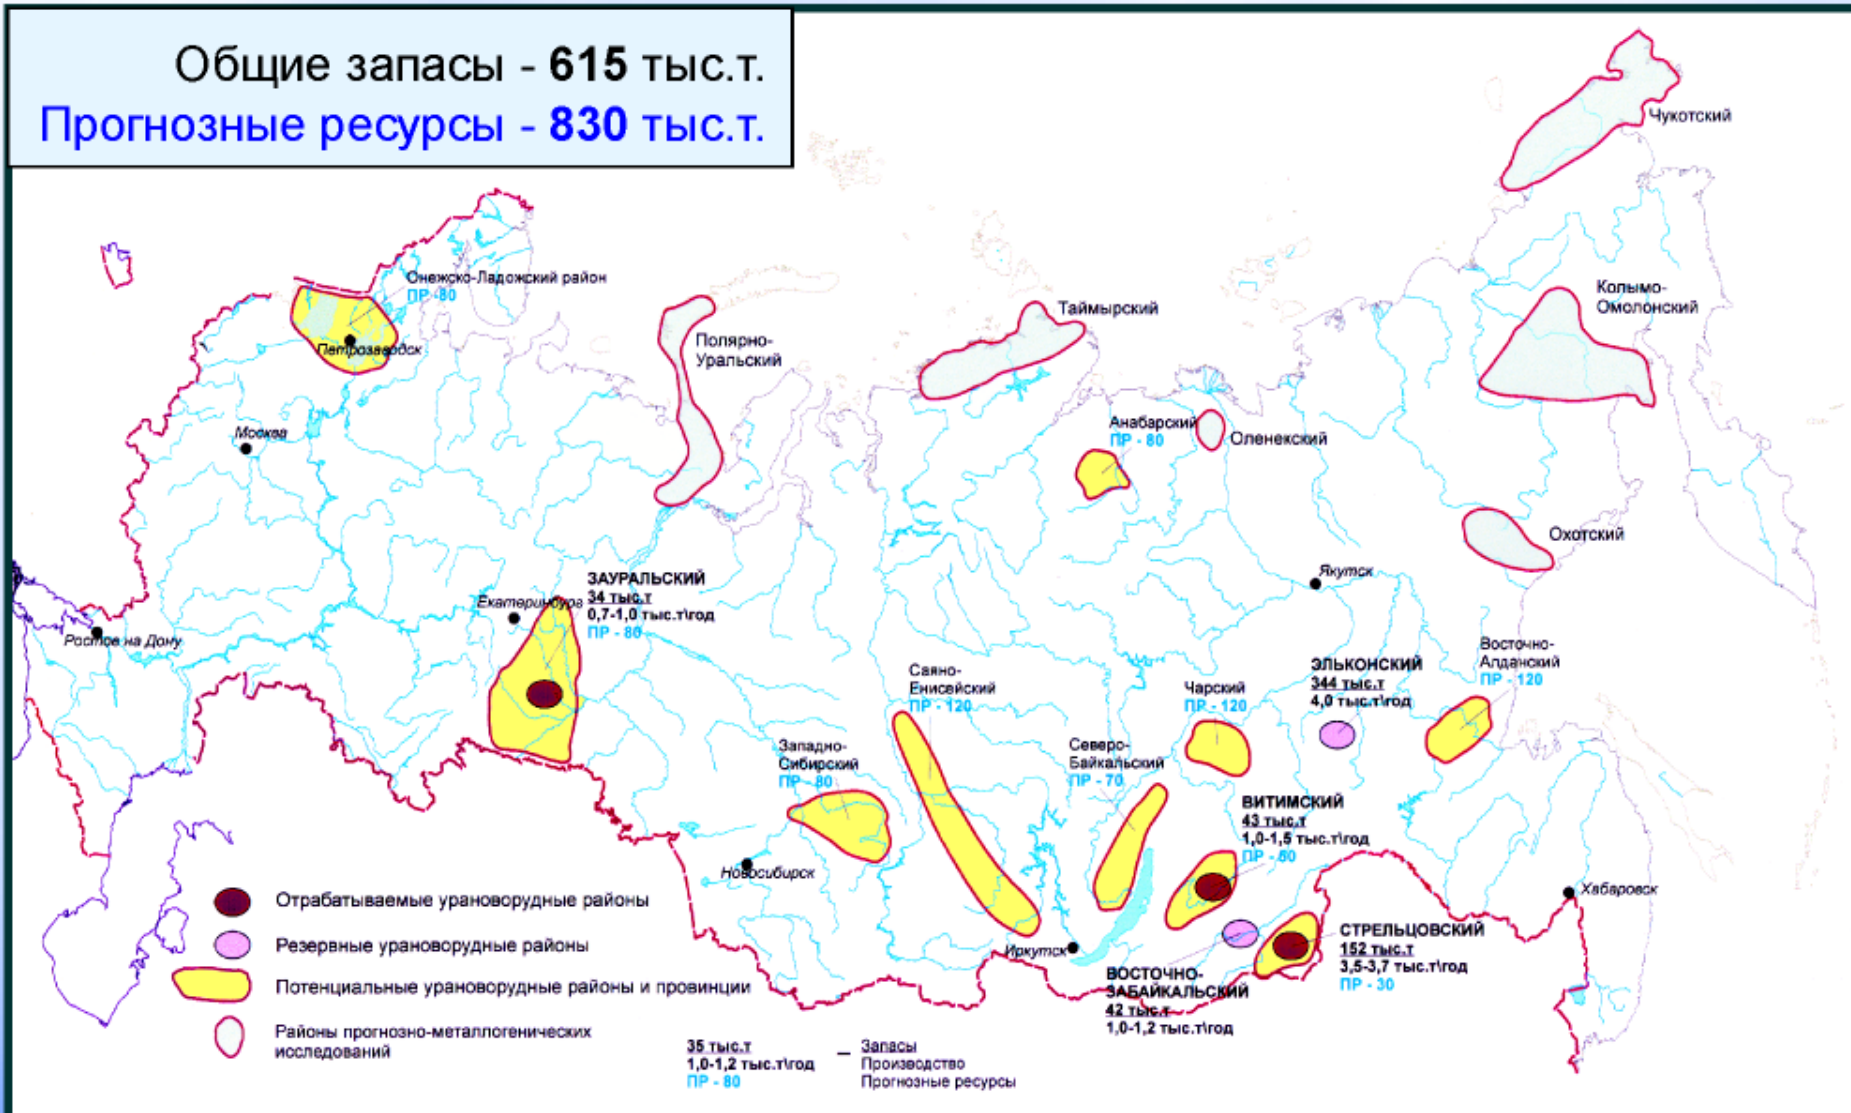 Общие запасы - 615 тыс.т.
Прогнозные ресурсы - 830 тыс.т.
Чукотский
Онежско-Ладожский район
ПР -80
Петрозаводск
Колымо-
Омолонский
Таймырский
Полярно-
Уральский
Анабарский
ПР - 80
Оленекский
Москва
Охотский
Якутск
ЗАУРАЛЬСКИЙ
34 тыс.т
0,7-1,0 тыс.т\год
ПР - 80
Екатеринбург
Ростов на Дону
Восточно-
Алданский
ПР - 120
ЭЛЬКОНСКИЙ
344 тыс.т
4,0 тыс.т\год
Саяно-
Енисейский
ПР - 120
Чарский
ПР - 120
Западно-
Сибирский
ПР - 80
Северо-
Байкальский
ПР - 70
ВИТИМСКИЙ
43 тыс.т
1,0-1,5 тыс.т\год
ПР -
Новосибирск
Хабаровск
Иркутск
СТРЕЛЬЦОВСКИЙ
152 тыс.т
3,5-3,7 тыс.т\год
ПР - 30
ВОСТОЧНО-
ЗАБАЙКАЛЬСКИЙ
42 тыс.т
1,0-1,2 тыс.т\год
Отрабатываемые урановорудные районы
Резервные урановорудные районы
Потенциальные урановорудные районы и провинции
Районы прогнозно-металлогенических
исследований
35 тыс.т – Запасы
1,0-1,2 тыс.т\год Производство
ПР - 80 Прогнозные ресурсы